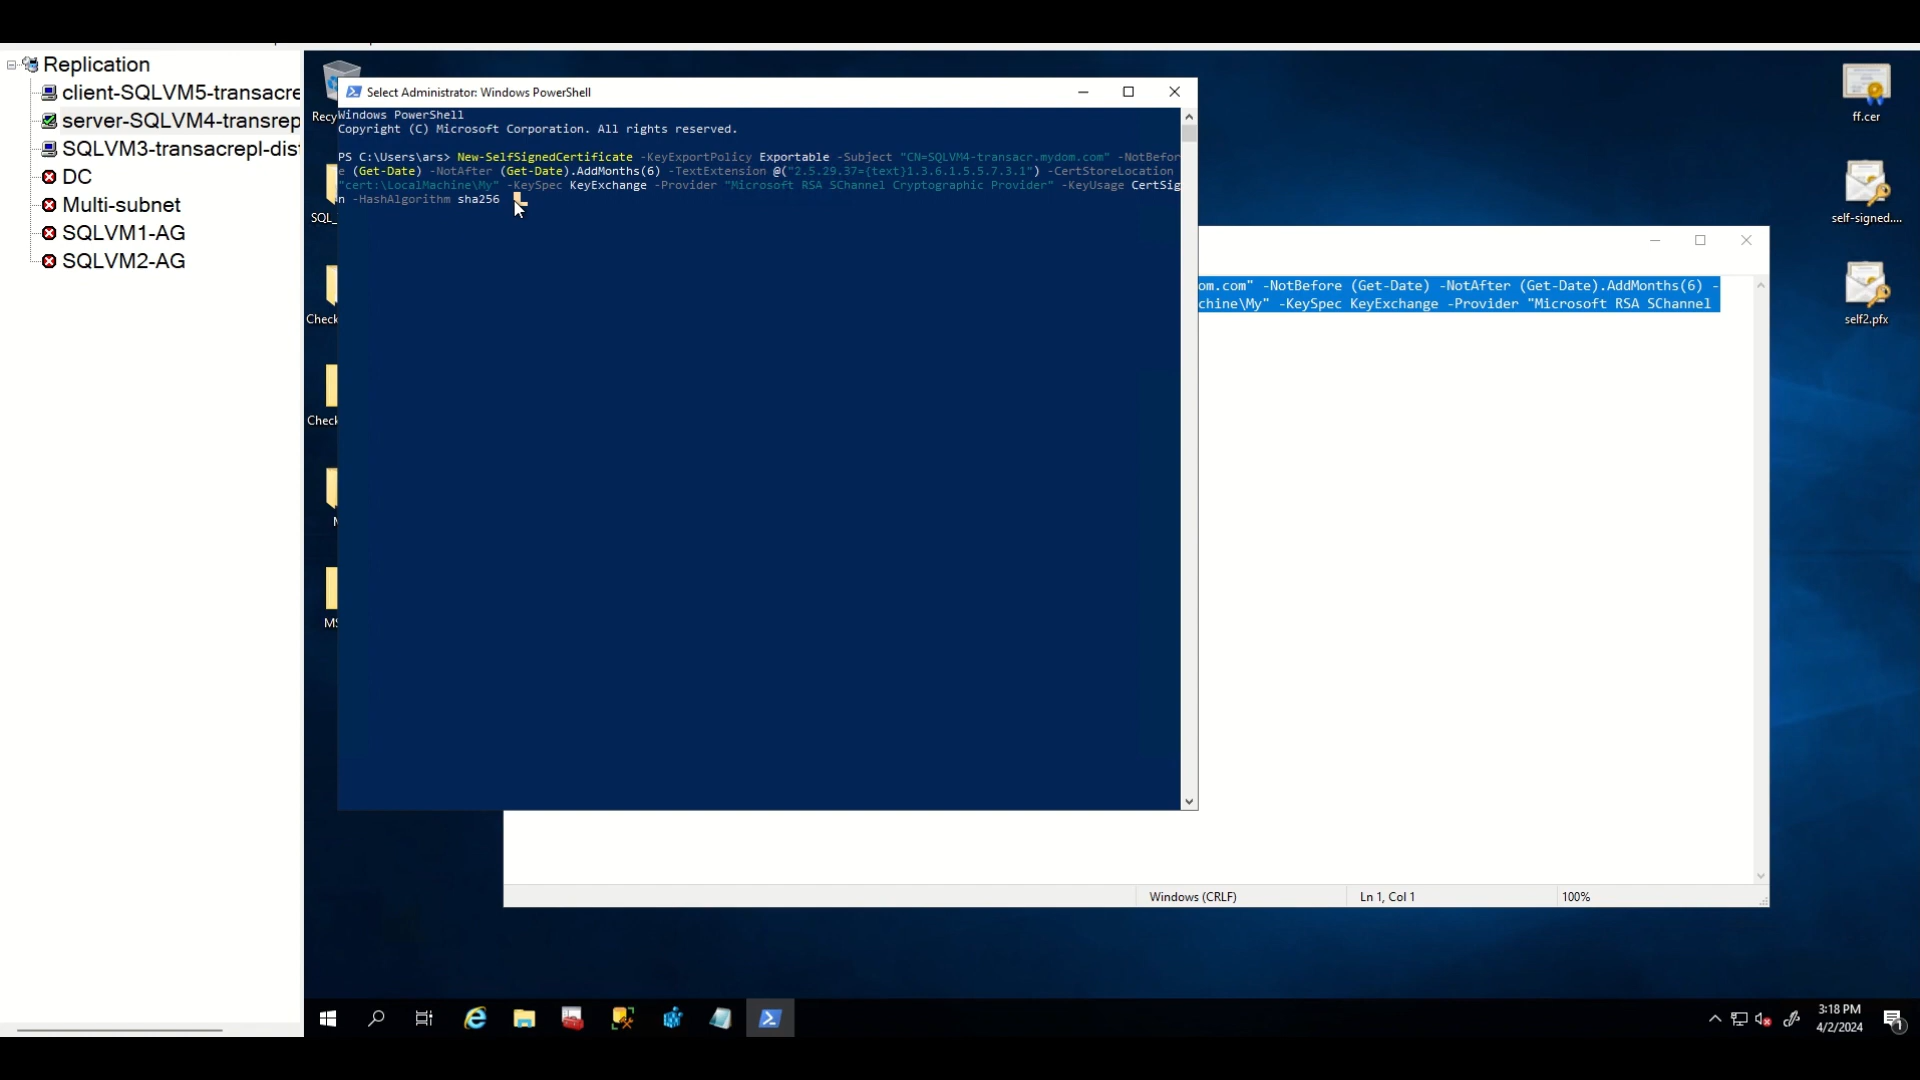 Replication
client-SQLVM5-transacre
server-SQLVM4-transrep
SQLVM3-transacrepl-dis
DC
Multi-subnet
SQLVM1-AG
SQLVM2-AG
Recy
SQL_
Check
Check
M
MS
Select Administrator: Windows PowerShell
Windows PowerShell
Copyright (C) Microsoft Corporation. All rights reserved.
PS C:\Users\ars> New-SelfSignedCertificate -KeyExportPolicy Exportable -Subject "CN=SQLVM4-transacr.mydom.com" -NotBefor
e (Get-Date) -NotAfter (Get-Date).AddMonths(6) -TextExtension @("2.5.29.37={text}1.3.6.1.5.5.7.3.1") -CertStoreLocation
"cert:\LocalMachine\My" -KeySpec KeyExchange -Provider "Microsoft RSA SChannel Cryptographic Provider" -KeyUsage CertSig
n -HashAlgorithm sha256
om.com" -NotBefore (Get-Date) -NotAfter (Get-Date).AddMonths(6) -
chine\My" -KeySpec KeyExchange -Provider "Microsoft RSA SChannel
Windows (CRLF)
Ln 1, Col 1
100%
ff.cer
self-signed....
self2.pfx
3:18 PM
4/2/2024
1